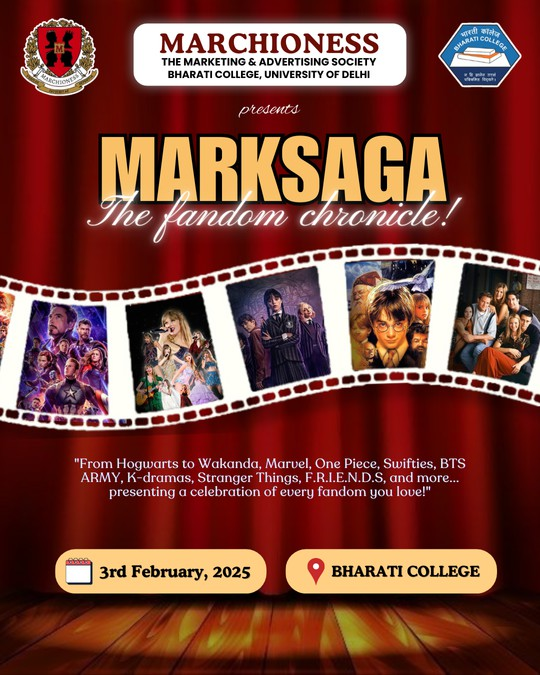 MARCHIONESS
THE MARKETING & ADVERTISING SOCIETY
BHARATI COLLEGE, UNIVERSITY OF DELHI
M
MARCHIONESS
भारती कॉलेज
BHARATI COLLEGE
presents
MARKSAGA
The fandom chronicle!
"From Hogwarts to Wakanda, Marvel, One Piece, Swifties, BTS
ARMY, K-dramas, Stranger Things, F.R.I.E.N.D.S, and more...
presenting a celebration of every fandom you love!"
3rd February, 2025
BHARATI COLLEGE